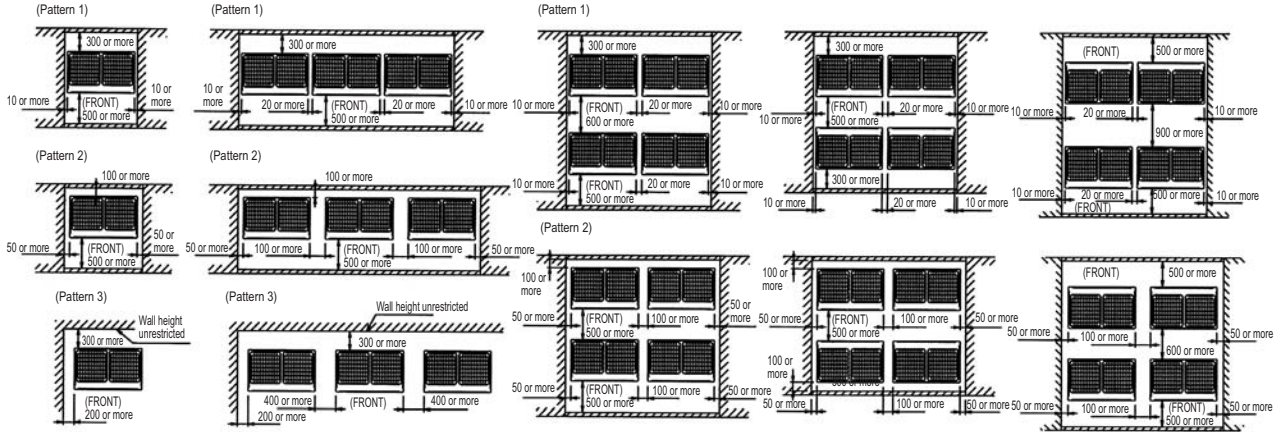 (Pattern 1)
300 or more
10 or more
(FRONT)
500 or more
10 or
more
(Pattern 2)
100 or more
50 or more
(FRONT)
500 or more
50 or
more
(Pattern 3)
Wall height
unrestricted
300 or more
(FRONT)
200 or more
(Pattern 1)
300 or more
10 or
more
20 or more
(FRONT)
500 or more
20 or more
10 or more
(Pattern 2)
100 or more
50 or more
100 or more
(FRONT)
500 or more
100 or more
50 or more
(Pattern 3)
Wall height unrestricted
300 or more
400 or more
200 or more
(FRONT)
400 or more
(Pattern 1)
300 or more
10 or more
(FRONT)
600 or more
20 or more
10 or more
10 or more
(FRONT)
500 or more
20 or more
10 or more
300 or more
10 or more
(FRONT)
500 or more
20 or more
10 or more
300 or more
10 or more
20 or more
10 or more
(FRONT)
500 or more
10 or more
20 or more
10 or more
900 or more
10 or more
20 or more
(FRONT)
500 or more
10 or more
(Pattern 2)
100 or
more
50 or more
(FRONT)
500 or more
100 or more
50 or
more
50 or more
(FRONT)
500 or more
100 or more
50 or more
100 or
more
50 or more
(FRONT)
500 or more
100 or more
50 or more
100 or
more
50 or more
100 or more
50 or more
(FRONT)
500 or more
50 or more
100 or more
50 or more
600 or more
50 or more
100 or more
50 or more
(FRONT)
500 or more